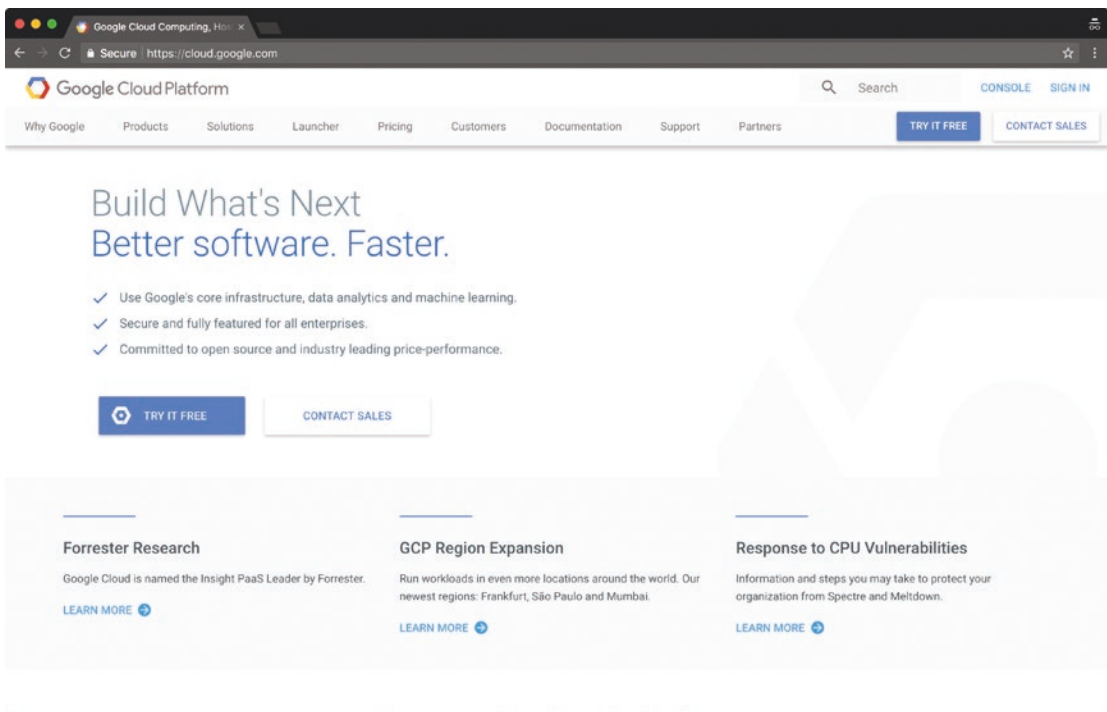 Google Cloud Computing, Hos
Secure https://cloud.google.com
Google Cloud Platform
Search
CONSOLE
SIGN IN
Why Google
Products
Solutions
Launcher
Pricing
Customers
Documentation
Support
Partners
TRY IT FREE
CONTACT SALES
Build What's Next
Better software. Faster.
Use Google's core infrastructure, data analytics and machine learning.
Secure and fully featured for all enterprises.
Committed to open source and industry leading price-performance.
TRY IT FREE
CONTACT SALES
Forrester Research
Google Cloud is named the Insight PaaS Leader by Forrester.
LEARN MORE
GCP Region Expansion
Run workloads in even more locations around the world. Our
newest regions: Frankfurt, São Paulo and Mumbai.
LEARN MORE
Response to CPU Vulnerabilities
Information and steps you may take to protect your
organization from Spectre and Meltdown.
LEARN MORE